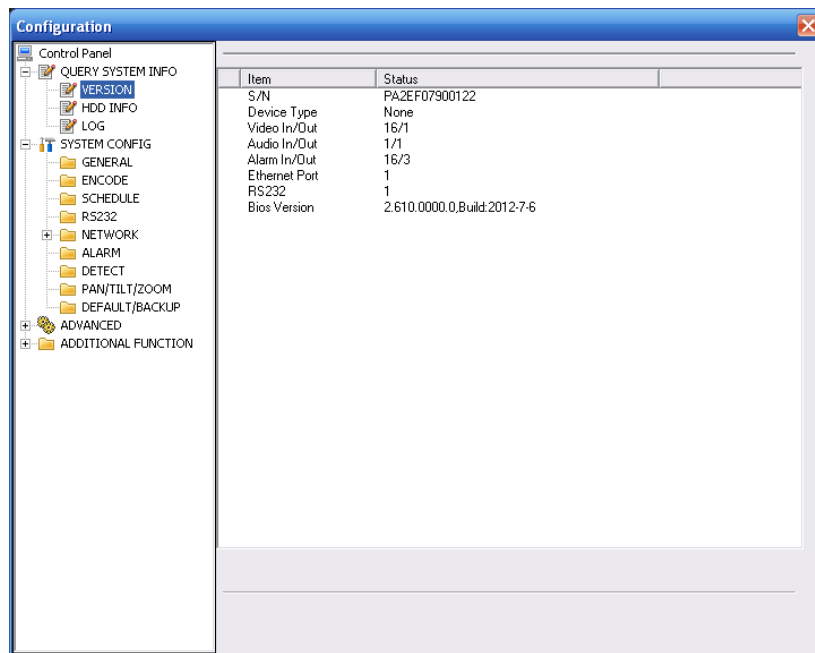 Configuration
Control Panel
QUERY SYSTEM INFO
VERSION
HDD INFO
LOG
SYSTEM CONFIG
GENERAL
ENCODE
SCHEDULE
RS232
NETWORK
ALARM
DETECT
PAN/TILT/ZOOM
DEFAULT/BACKUP
ADVANCED
ADDITIONAL FUNCTION
Item Status
S/N PA2EF07900122
Device Type None
Video In/Out 16/1
Audio In/Out 1/1
Alarm In/Out 16/3
Ethernet Port 1
RS232 1
Bios Version 2.610.0000.0,Build:2012-7-6